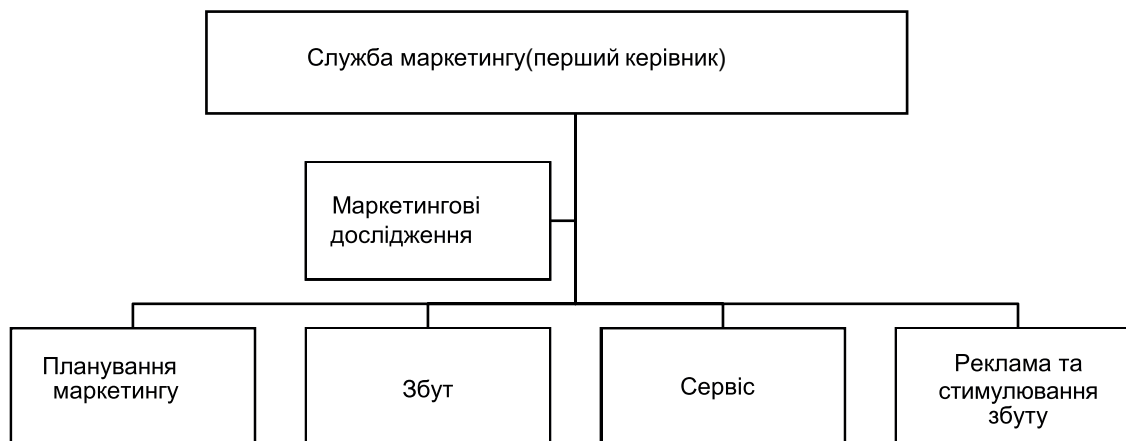 Служба маркетингу(перший керівник)
Маркетингові
дослідження
Планування
маркетингу
Збут
Сервіс
Реклама та
стимулювання
збуту